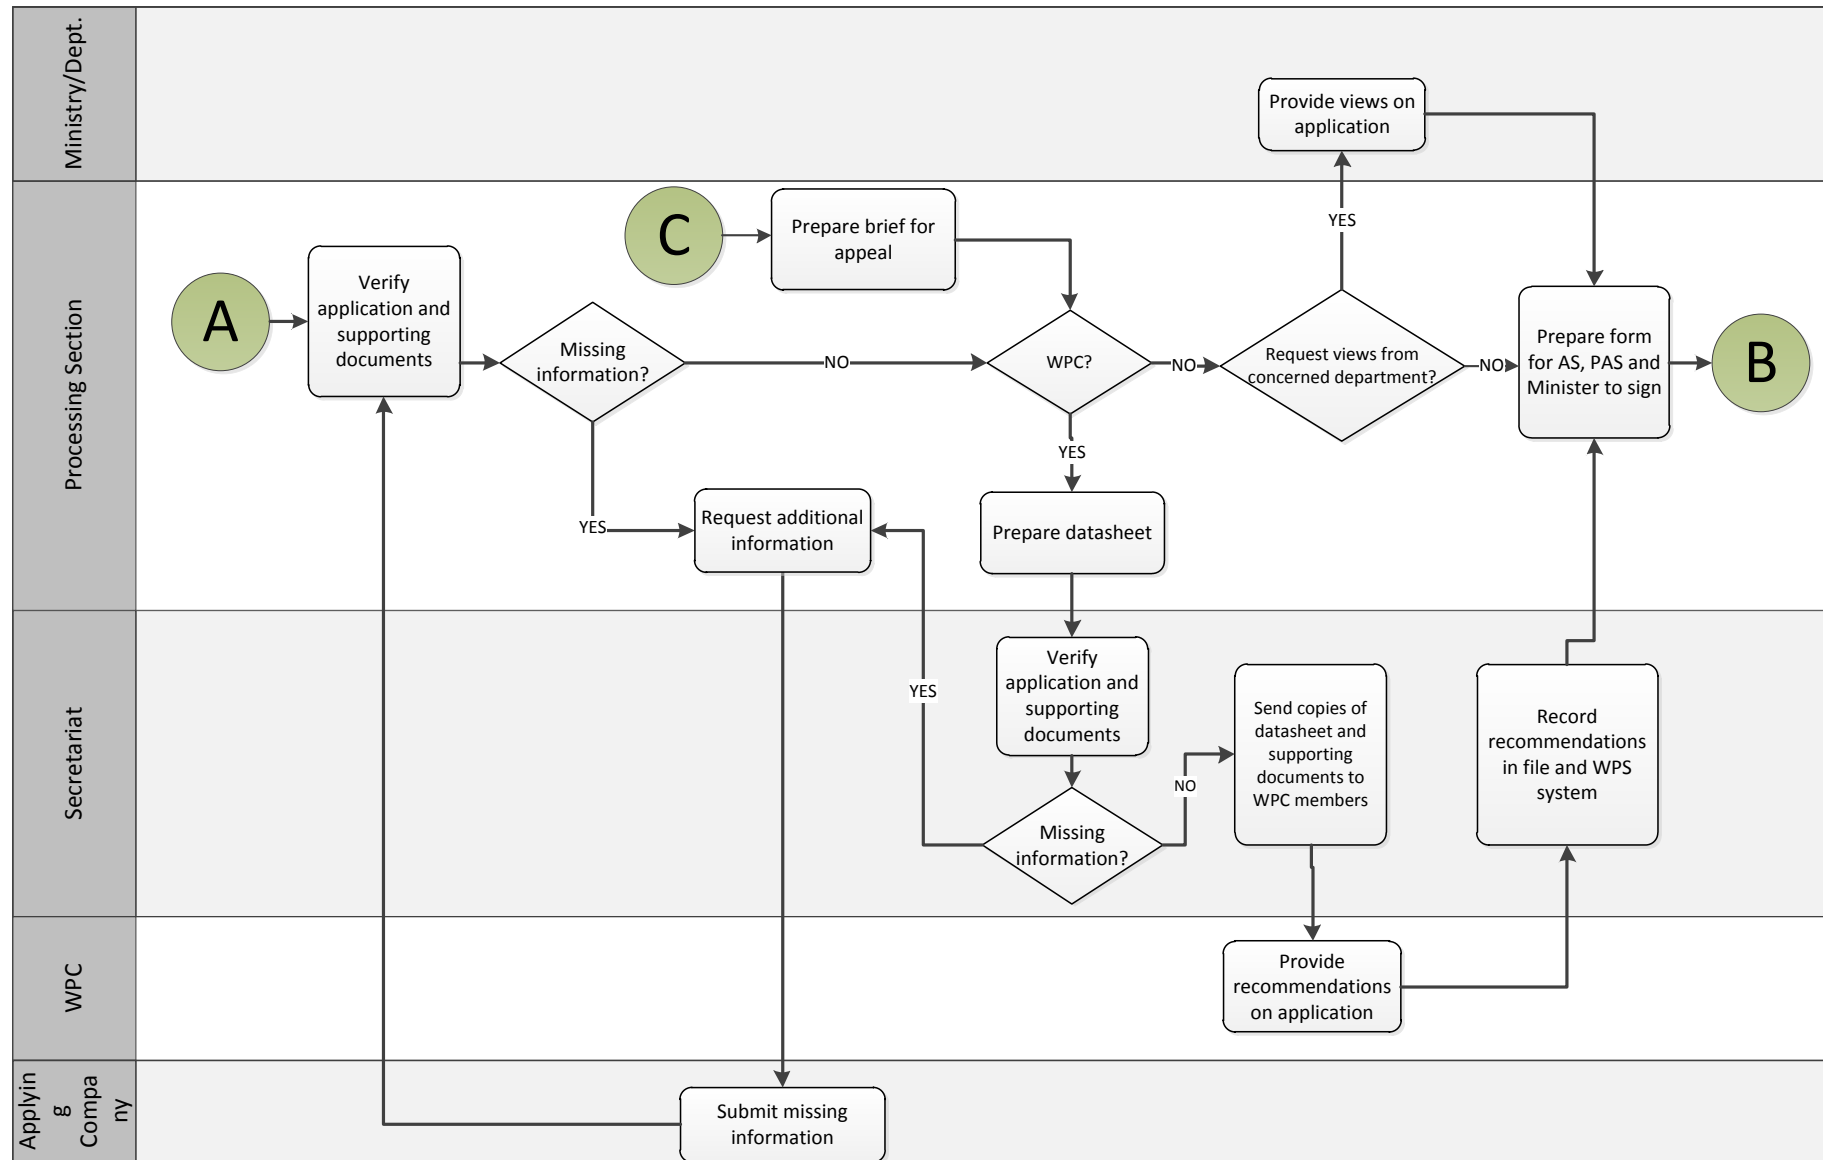 Ministry/Dept.
Provide views on
application
YES
Processing Section
C
Prepare brief for
appeal
A
Verify
application and
supporting
documents
Missing
information?
NO
WPC?
NO
Request views from
concerned department?
NO
Prepare form
for AS, PAS and
Minister to sign
B
YES
YES
Request additional
information
Prepare datasheet
Secretariat
Verify
application and
supporting
documents
YES
Missing
information?
NO
Send copies of
datasheet and
supporting
documents to
WPC members
Record
recommendations
in file and WPS
system
WPC
Provide
recommendations
on application
Applyin
g
Compa
ny
Submit missing
information